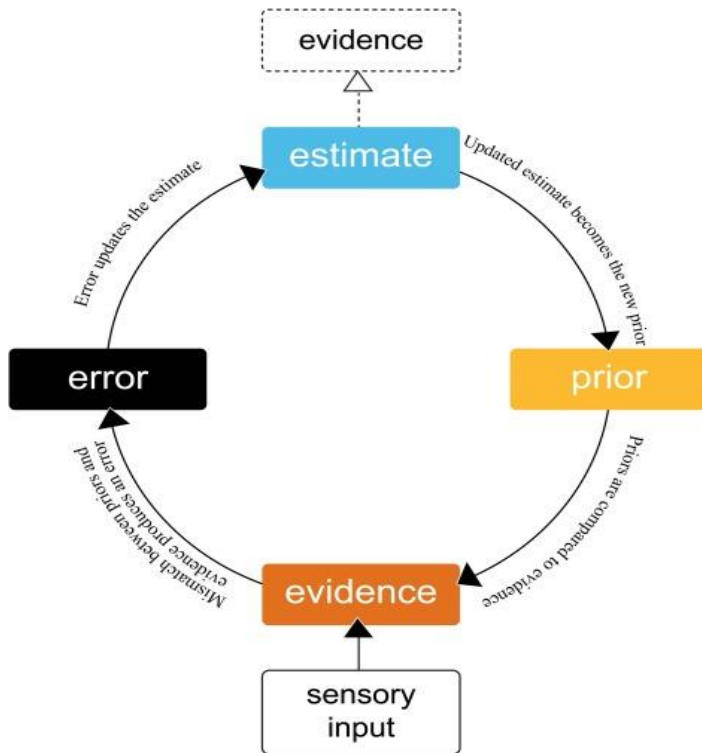 evidence
estimate
Updated estimate becomes the new prior
Error updates the estimate
error
prior
Mismatch between priors and
evidence produces an error
Priors are compared to evidence
evidence
sensory
input